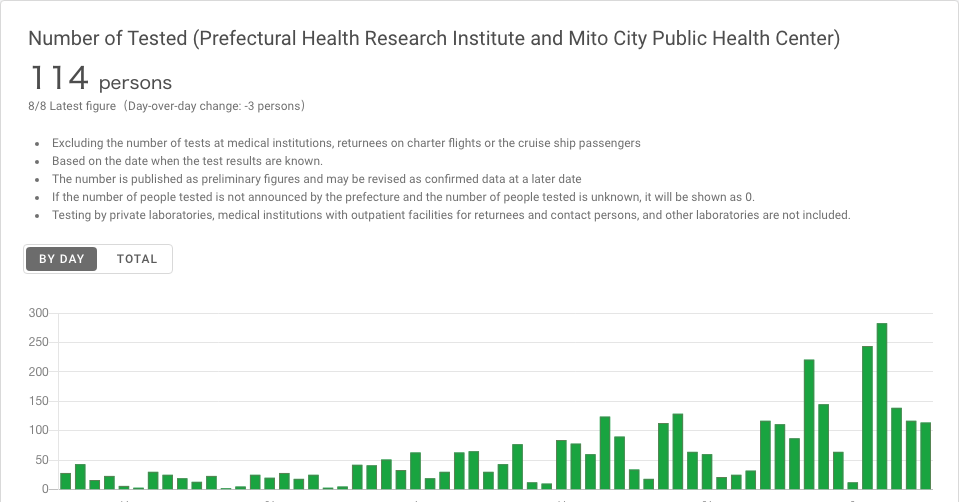 Number of Tested (Prefectural Health Research Institute and Mito City Public Health Center)
114 persons
8/8 Latest figure（Day-over-day change: -3 persons）
• Excluding the number of tests at medical institutions, returnees on charter flights or the cruise ship passengers
• Based on the date when the test results are known.
• The number is published as preliminary figures and may be revised as confirmed data at a later date
• If the number of people tested is not announced by the prefecture and the number of people tested is unknown, it will be shown as 0.
• Testing by private laboratories, medical institutions with outpatient facilities for returnees and contact persons, and other laboratories are not included.
BY DAY TOTAL
300
250
200
150
100
50
0